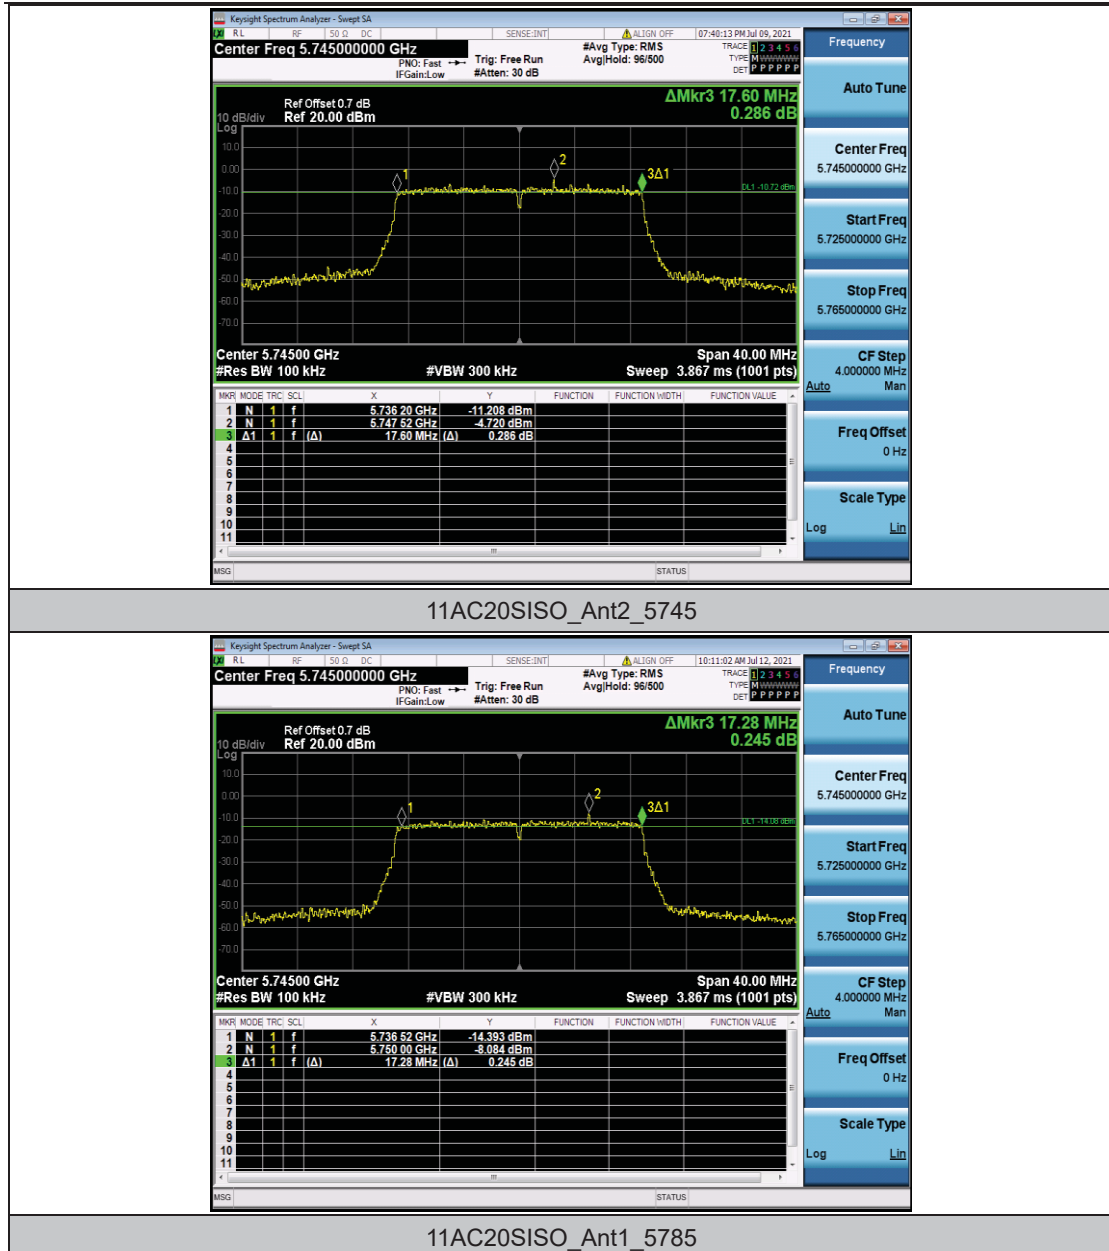 Keysight Spectrum Analyzer - Swept SA
RL RF 50 Ω DC SENSE:INT ALIGN OFF 07:40:13 PM Jul 09, 2021
Center Freq 5.745000000 GHz
PNO: Fast
IFGain:Low
Trig: Free Run
#Atten: 30 dB
#Avg Type: RMS
Avg|Hold: 96/500
TRACE 1 2 3 4 5 6
TYPE M WWWWW
DET P P P P P P
ΔMkr3 17.60 MHz
0.286 dB
Ref Offset 0.7 dB
10 dB/div Ref 20.00 dBm
Log
10.0
0.00
-10.0
-20.0
-30.0
-40.0
-50.0
-60.0
-70.0
1
2
3Δ1
DL1 -10.72 dBm
Center 5.74500 GHz Span 40.00 MHz
#Res BW 100 kHz #VBW 300 kHz Sweep 3.867 ms (1001 pts)
MKR MODE TRC SCL X Y FUNCTION FUNCTION WIDTH FUNCTION VALUE
1 N 1 f 5.736 20 GHz -11.208 dBm
2 N 1 f 5.747 52 GHz -4.720 dBm
3 Δ1 1 f (Δ) 17.60 MHz (Δ) 0.286 dB
4
5
6
7
8
9
10
11
MSG STATUS
Frequency
Auto Tune
Center Freq
5.745000000 GHz
Start Freq
5.725000000 GHz
Stop Freq
5.765000000 GHz
CF Step
4.000000 MHz
Auto Man
Freq Offset
0 Hz
Scale Type
Log Lin
11AC20SISO_Ant2_5745
Keysight Spectrum Analyzer - Swept SA
RL RF 50 Ω DC SENSE:INT ALIGN OFF 10:11:02 AM Jul 12, 2021
Center Freq 5.745000000 GHz
PNO: Fast
IFGain:Low
Trig: Free Run
#Atten: 30 dB
#Avg Type: RMS
Avg|Hold: 96/500
TRACE 1 2 3 4 5 6
TYPE M WWWWW
DET P P P P P P
ΔMkr3 17.28 MHz
0.245 dB
Ref Offset 0.7 dB
10 dB/div Ref 20.00 dBm
Log
10.0
0.00
-10.0
-20.0
-30.0
-40.0
-50.0
-60.0
-70.0
1
2
3Δ1
DL1 -14.08 dBm
Center 5.74500 GHz Span 40.00 MHz
#Res BW 100 kHz #VBW 300 kHz Sweep 3.867 ms (1001 pts)
MKR MODE TRC SCL X Y FUNCTION FUNCTION WIDTH FUNCTION VALUE
1 N 1 f 5.736 52 GHz -14.393 dBm
2 N 1 f 5.750 00 GHz -8.084 dBm
3 Δ1 1 f (Δ) 17.28 MHz (Δ) 0.245 dB
4
5
6
7
8
9
10
11
MSG STATUS
Frequency
Auto Tune
Center Freq
5.745000000 GHz
Start Freq
5.725000000 GHz
Stop Freq
5.765000000 GHz
CF Step
4.000000 MHz
Auto Man
Freq Offset
0 Hz
Scale Type
Log Lin
11AC20SISO_Ant1_5785